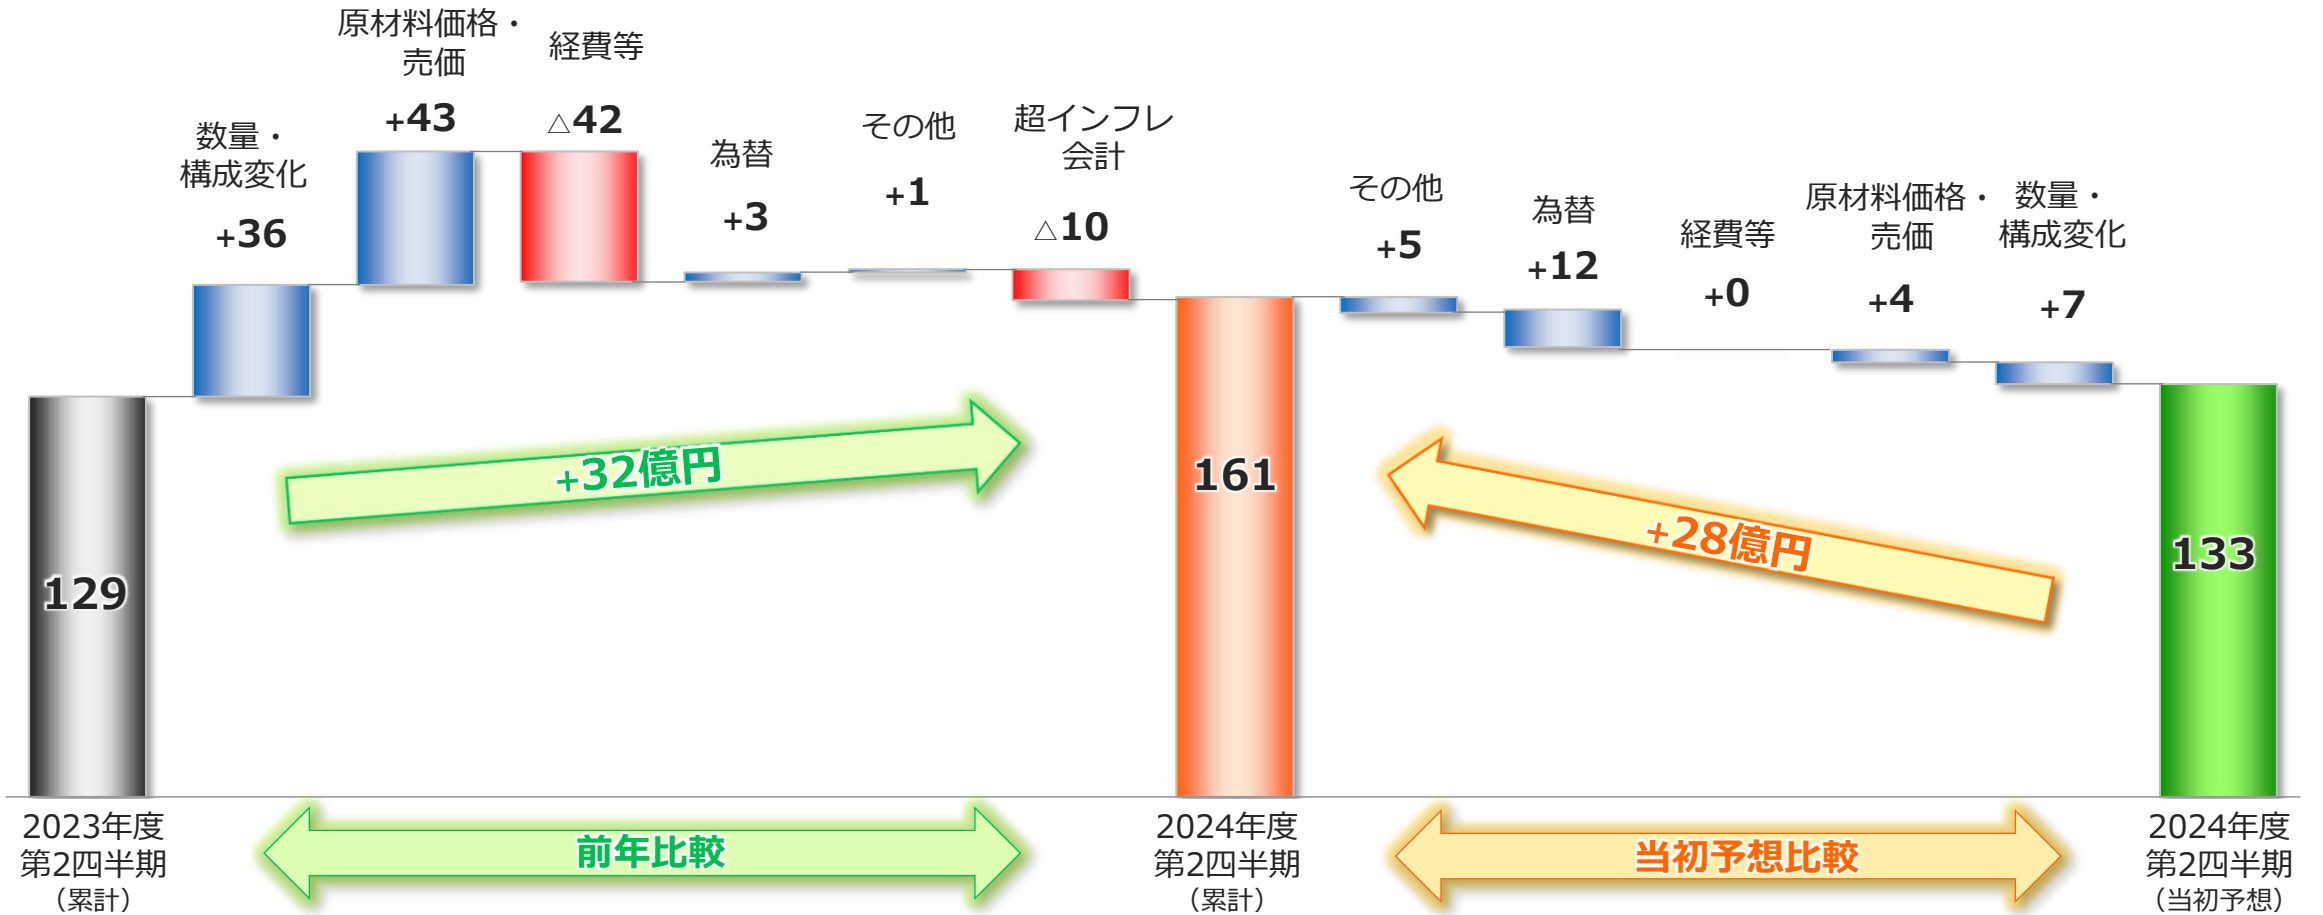 数量・
構成変化
+36
原材料価格・
売価
+43
経費等
△42
為替
+3
その他
+1
超インフレ
会計
△10
その他
+5
為替
+12
経費等
+0
原材料価格・
売価
+4
数量・
構成変化
+7
+32億円
+28億円
129
161
133
2023年度
第2四半期
（累計）
前年比較
2024年度
第2四半期
（累計）
当初予想比較
2024年度
第2四半期
（当初予想）